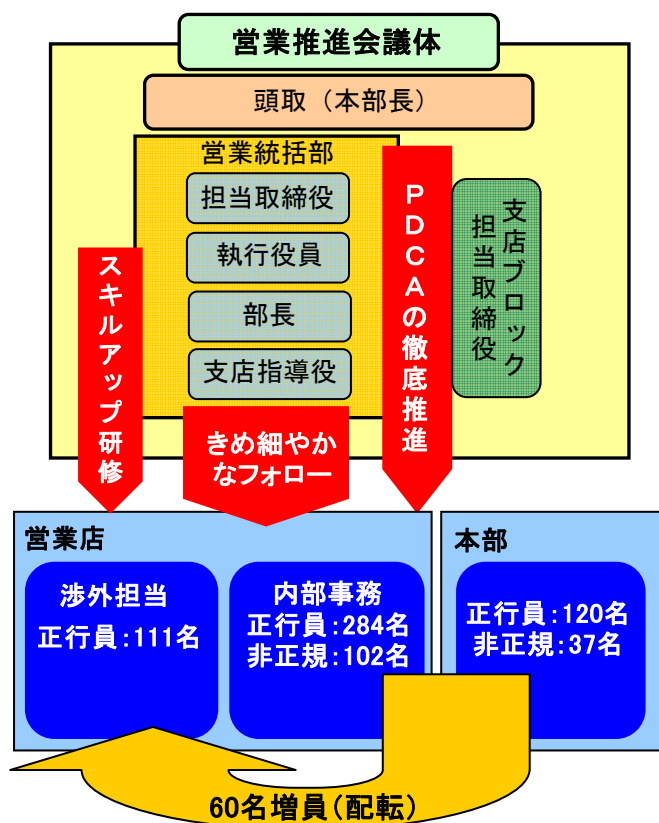 営業推進会議体
頭取（本部長）
営業統括部
担当取締役
執行役員
部長
支店指導役
PDCAの徹底推進
支店ブロック
担当取締役
スキルアップ研修
きめ細やか
なフォロー
営業店
渉外担当
正行員：111名
内部事務
正行員：284名
非正規：102名
本部
正行員：120名
非正規：37名
60名増員（配転）